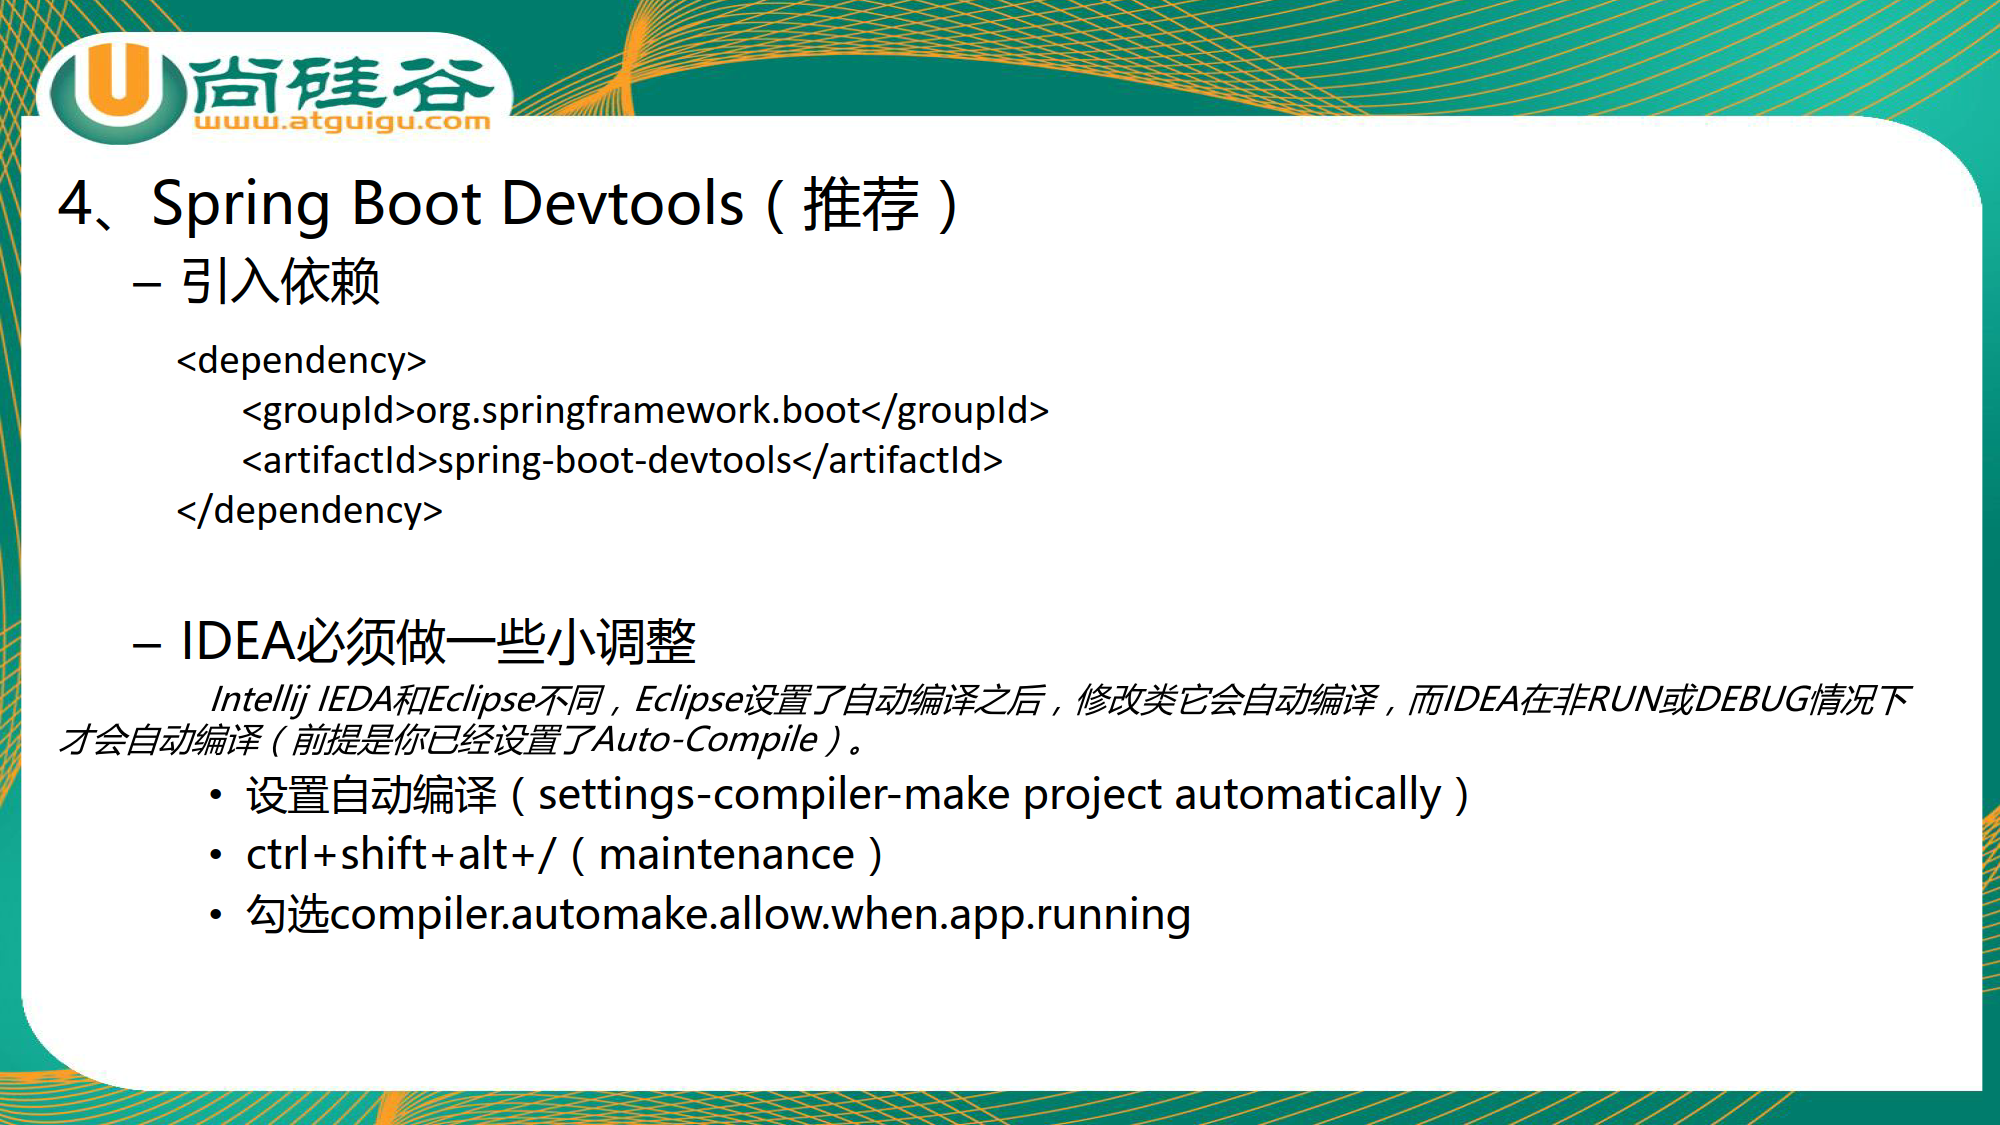 尚硅谷
www.atguigu.com
4、Spring Boot Devtools（推荐）
– 引入依赖
<dependency>
<groupId>org.springframework.boot</groupId>
<artifactId>spring-boot-devtools</artifactId>
</dependency>
– IDEA必须做一些小调整
Intellij IEDA和Eclipse不同，Eclipse设置了自动编译之后，修改类它会自动编译，而IDEA在非RUN或DEBUG情况下
才会自动编译（前提是你已经设置了Auto-Compile）。
• 设置自动编译（settings-compiler-make project automatically）
• ctrl+shift+alt+/（maintenance）
• 勾选compiler.automake.allow.when.app.running